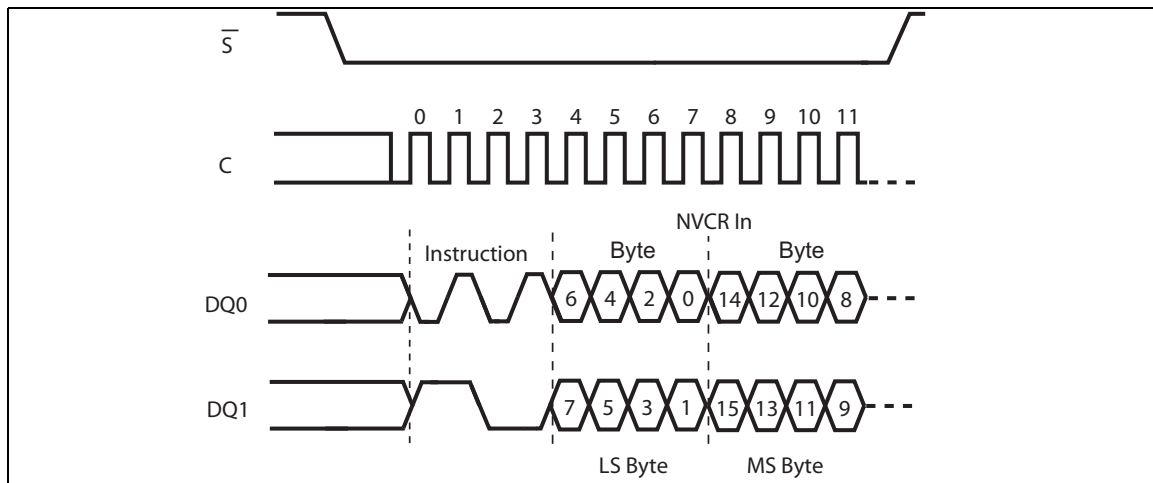 S
0 1 2 3 4 5 6 7 8 9 10 11
C
NVCR In
Instruction Byte Byte
DQ0 6 4 2 0 14 12 10 8
DQ1 7 5 3 1 15 13 11 9
LS Byte MS Byte